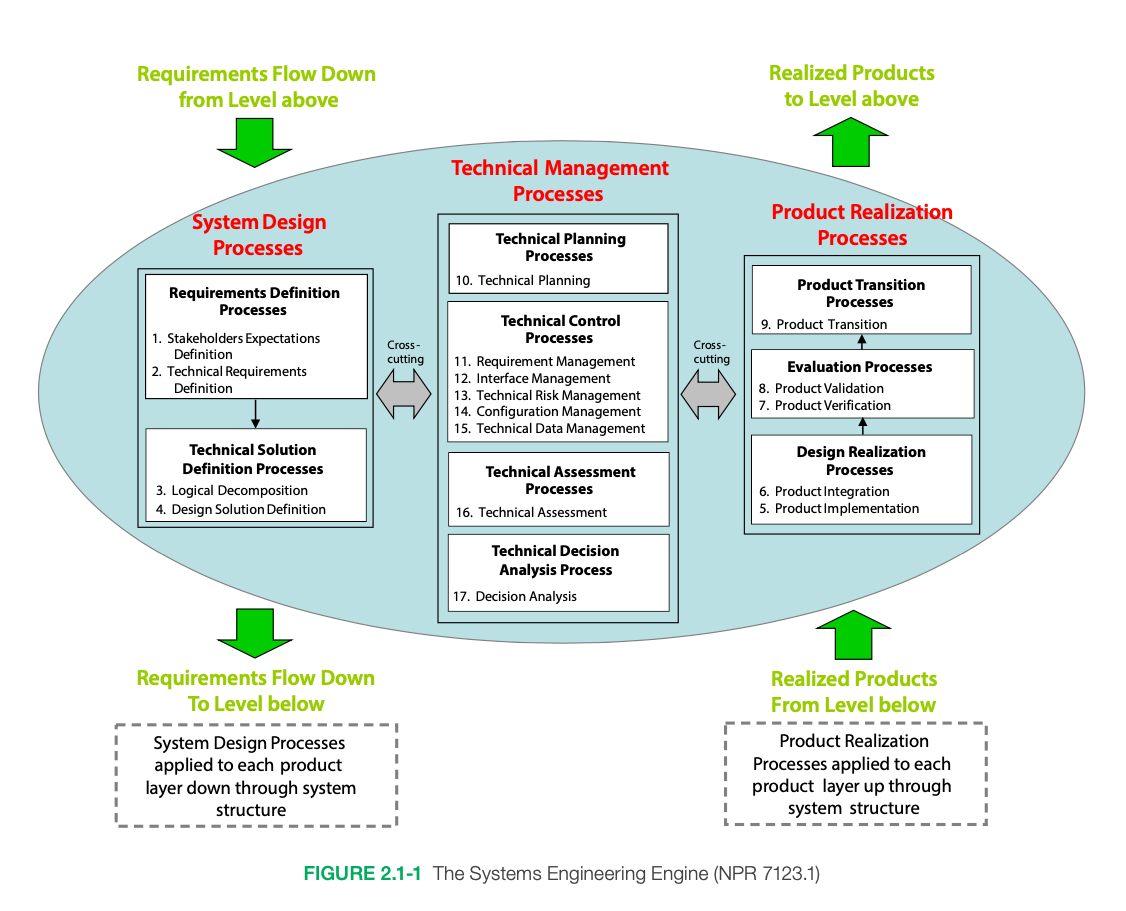 Requirements Flow Down
from Level above
Realized Products
to Level above
Technical Management
Processes
System Design
Processes
Product Realization
Processes
Requirements Definition
Processes
1. Stakeholders Expectations
Definition
2. Technical Requirements
Definition
Technical Solution
Definition Processes
3. Logical Decomposition
4. Design Solution Definition
Cross-
cutting
Technical Planning
Processes
10. Technical Planning
Technical Control
Processes
11. Requirement Management
12. Interface Management
13. Technical Risk Management
14. Configuration Management
15. Technical Data Management
Technical Assessment
Processes
16. Technical Assessment
Technical Decision
Analysis Process
17. Decision Analysis
Cross-
cutting
Product Transition
Processes
9. Product Transition
Evaluation Processes
8. Product Validation
7. Product Verification
Design Realization
Processes
6. Product Integration
5. Product Implementation
Requirements Flow Down
To Level below
System Design Processes
applied to each product
layer down through system
structure
Realized Products
From Level below
Product Realization
Processes applied to each
product layer up through
system structure
FIGURE 2.1-1 The Systems Engineering Engine (NPR 7123.1)